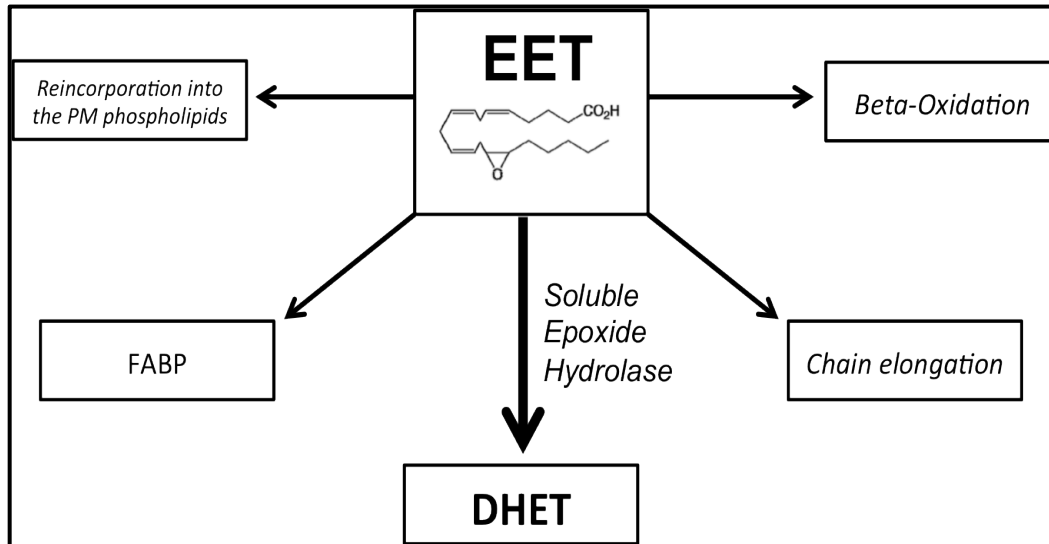 EET
CO2H
O
Reincorporation into
the PM phospholipids
Beta-Oxidation
Soluble
Epoxide
Hydrolase
FABP
Chain elongation
DHET